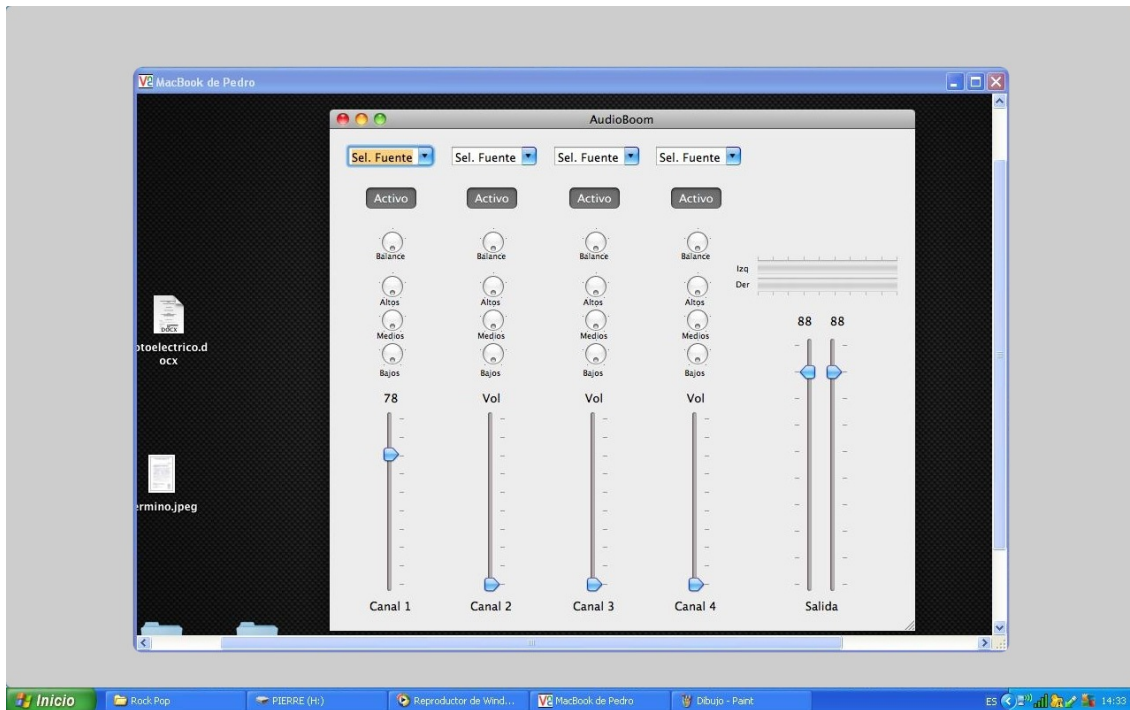 MacBook de Pedro
AudioBoom
Sel. Fuente Sel. Fuente Sel. Fuente Sel. Fuente
Activo Activo Activo Activo
Balance Balance Balance Balance
Izq
Der
Altos Altos Altos Altos
Medios Medios Medios Medios
Bajos Bajos Bajos Bajos
88 88
78 Vol Vol Vol
Canal 1 Canal 2 Canal 3 Canal 4 Salida
DOCX
toelectrico.d
ocx
ermino.jpeg
Inicio Rock Pop PIERRE (H:) Reproductor de Wind... MacBook de Pedro Dibujo - Paint ES 14:33